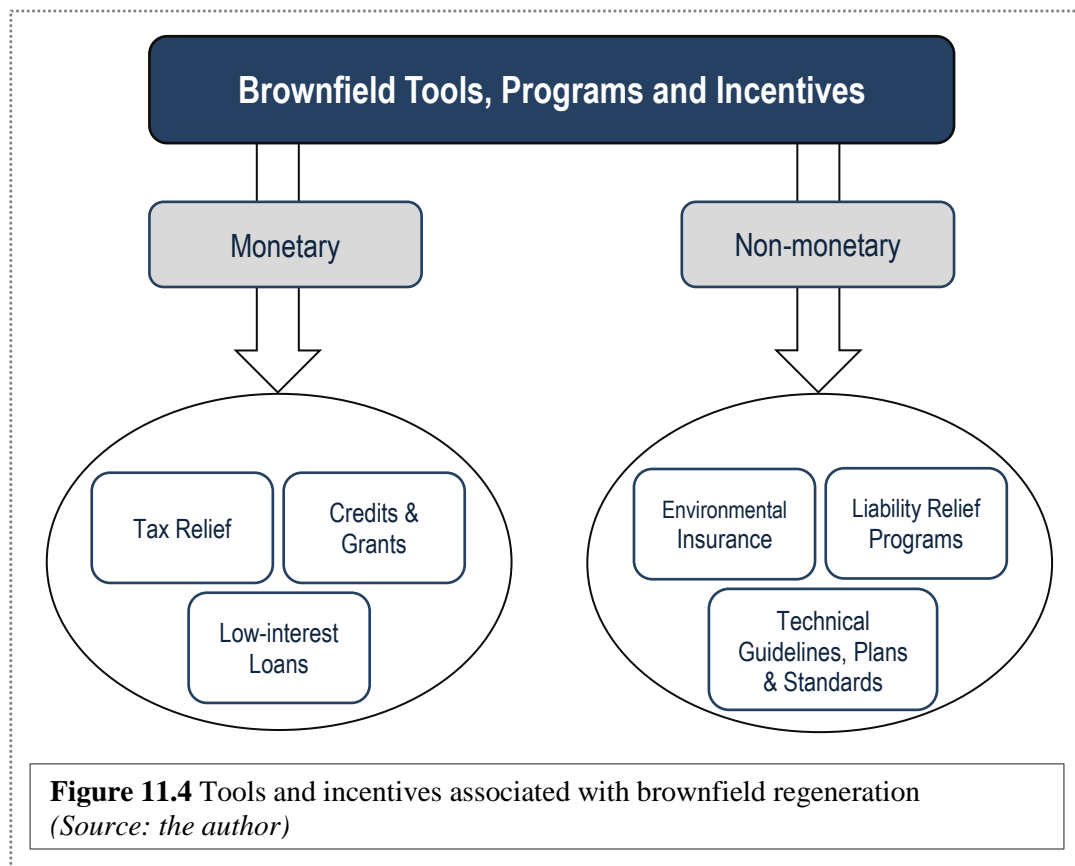 Brownfield Tools, Programs and Incentives
Monetary
Non-monetary
Tax Relief
Credits &
Grants
Low-interest
Loans
Environmental
Insurance
Liability Relief
Programs
Technical
Guidelines, Plans
& Standards
Figure 11.4 Tools and incentives associated with brownfield regeneration
(Source: the author)